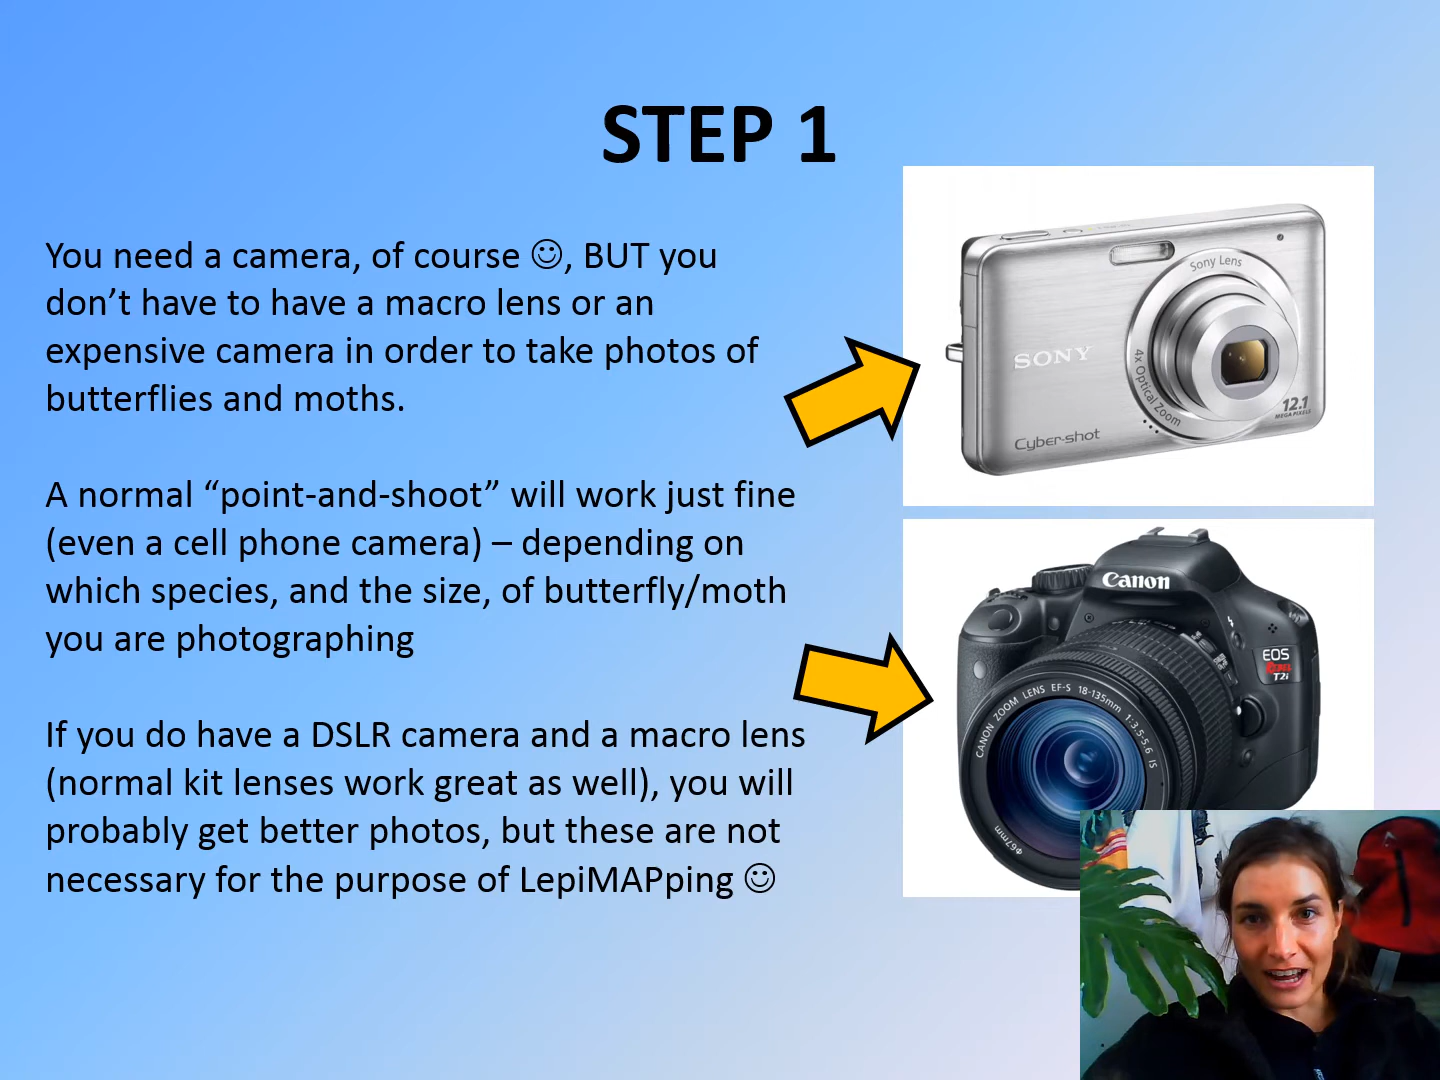 STEP 1
You need a camera, of course ☺, BUT you
don’t have to have a macro lens or an
expensive camera in order to take photos of
butterflies and moths.
A normal “point-and-shoot” will work just fine
(even a cell phone camera) – depending on
which species, and the size, of butterfly/moth
you are photographing
If you do have a DSLR camera and a macro lens
(normal kit lenses work great as well), you will
probably get better photos, but these are not
necessary for the purpose of LepiMAPping ☺
Sony Lens
SONY
4x Optical Zoom
12.1
MEGA PIXELS
Cyber-shot
Canon
EOS
T2i
CANON ZOOM LENS EF-S 18-135mm 1:3.5-5.6 IS
Φ67mm